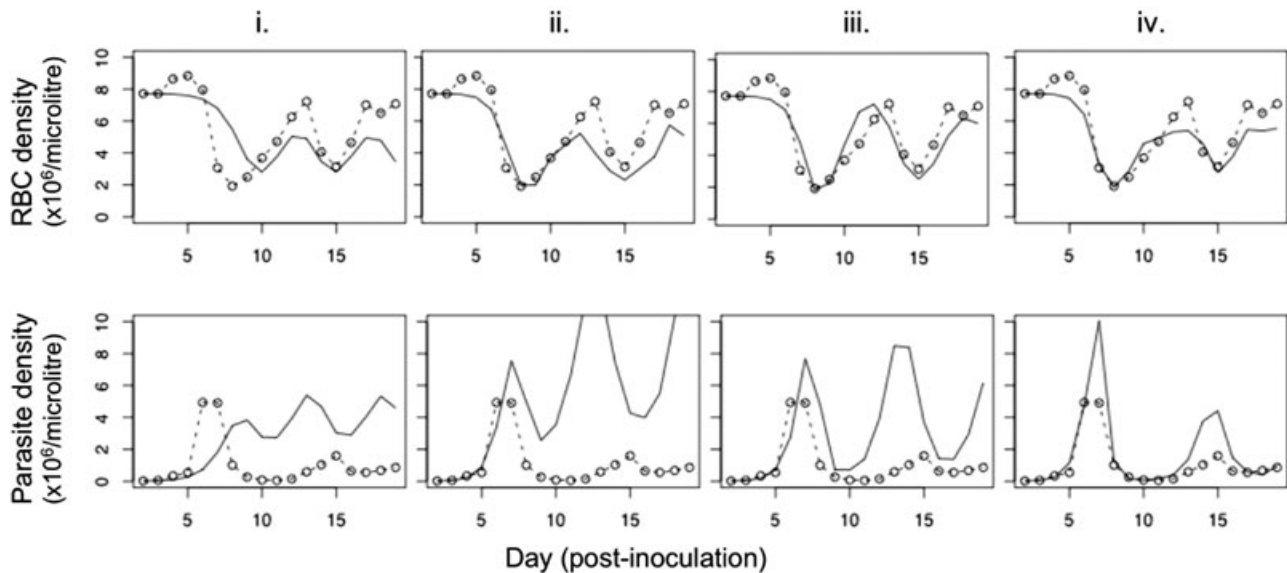 i. ii. iii. iv.
RBC density
(x10⁶/microlitre)
0 2 4 6 8 10
5 10 15
5 10 15
5 10 15
5 10 15
Parasite density
(x10⁶/microlitre)
0 2 4 6 8 10
5 10 15
5 10 15
5 10 15
5 10 15
Day (post-inoculation)